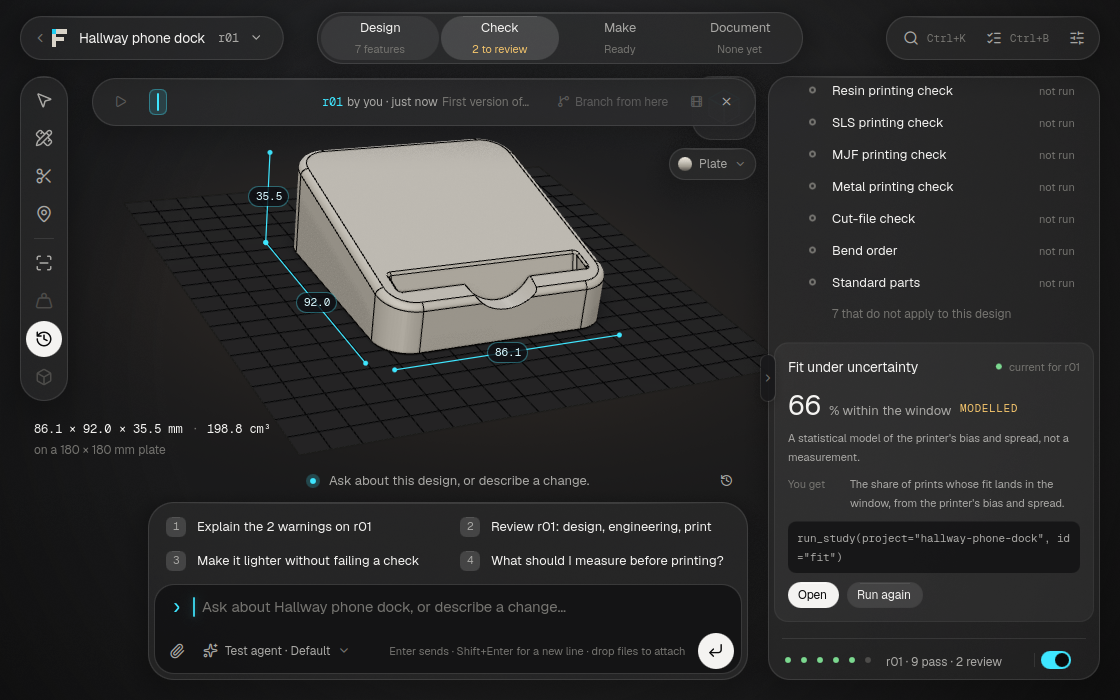 Hallway phone dock r01
Design
7 features
Check
2 to review
Make
Ready
Document
None yet
Ctrl+K
Ctrl+B
r01 by you · just now First version of…
Branch from here
Plate
35.5
92.0
86.1
86.1 × 92.0 × 35.5 mm · 198.8 cm³
on a 180 × 180 mm plate
Resin printing check not run
SLS printing check not run
MJF printing check not run
Metal printing check not run
Cut-file check not run
Bend order not run
Standard parts not run
7 that do not apply to this design
Fit under uncertainty current for r01
66 % within the window MODELLED
A statistical model of the printer's bias and spread, not a
measurement.
You get The share of prints whose fit lands in the
window, from the printer's bias and spread.
run_study(project="hallway-phone-dock", id
="fit")
Open Run again
r01 · 9 pass · 2 review
Ask about this design, or describe a change.
1 Explain the 2 warnings on r01
2 Review r01: design, engineering, print
3 Make it lighter without failing a check
4 What should I measure before printing?
Ask about Hallway phone dock, or describe a change…
Test agent · Default
Enter sends · Shift+Enter for a new line · drop files to attach